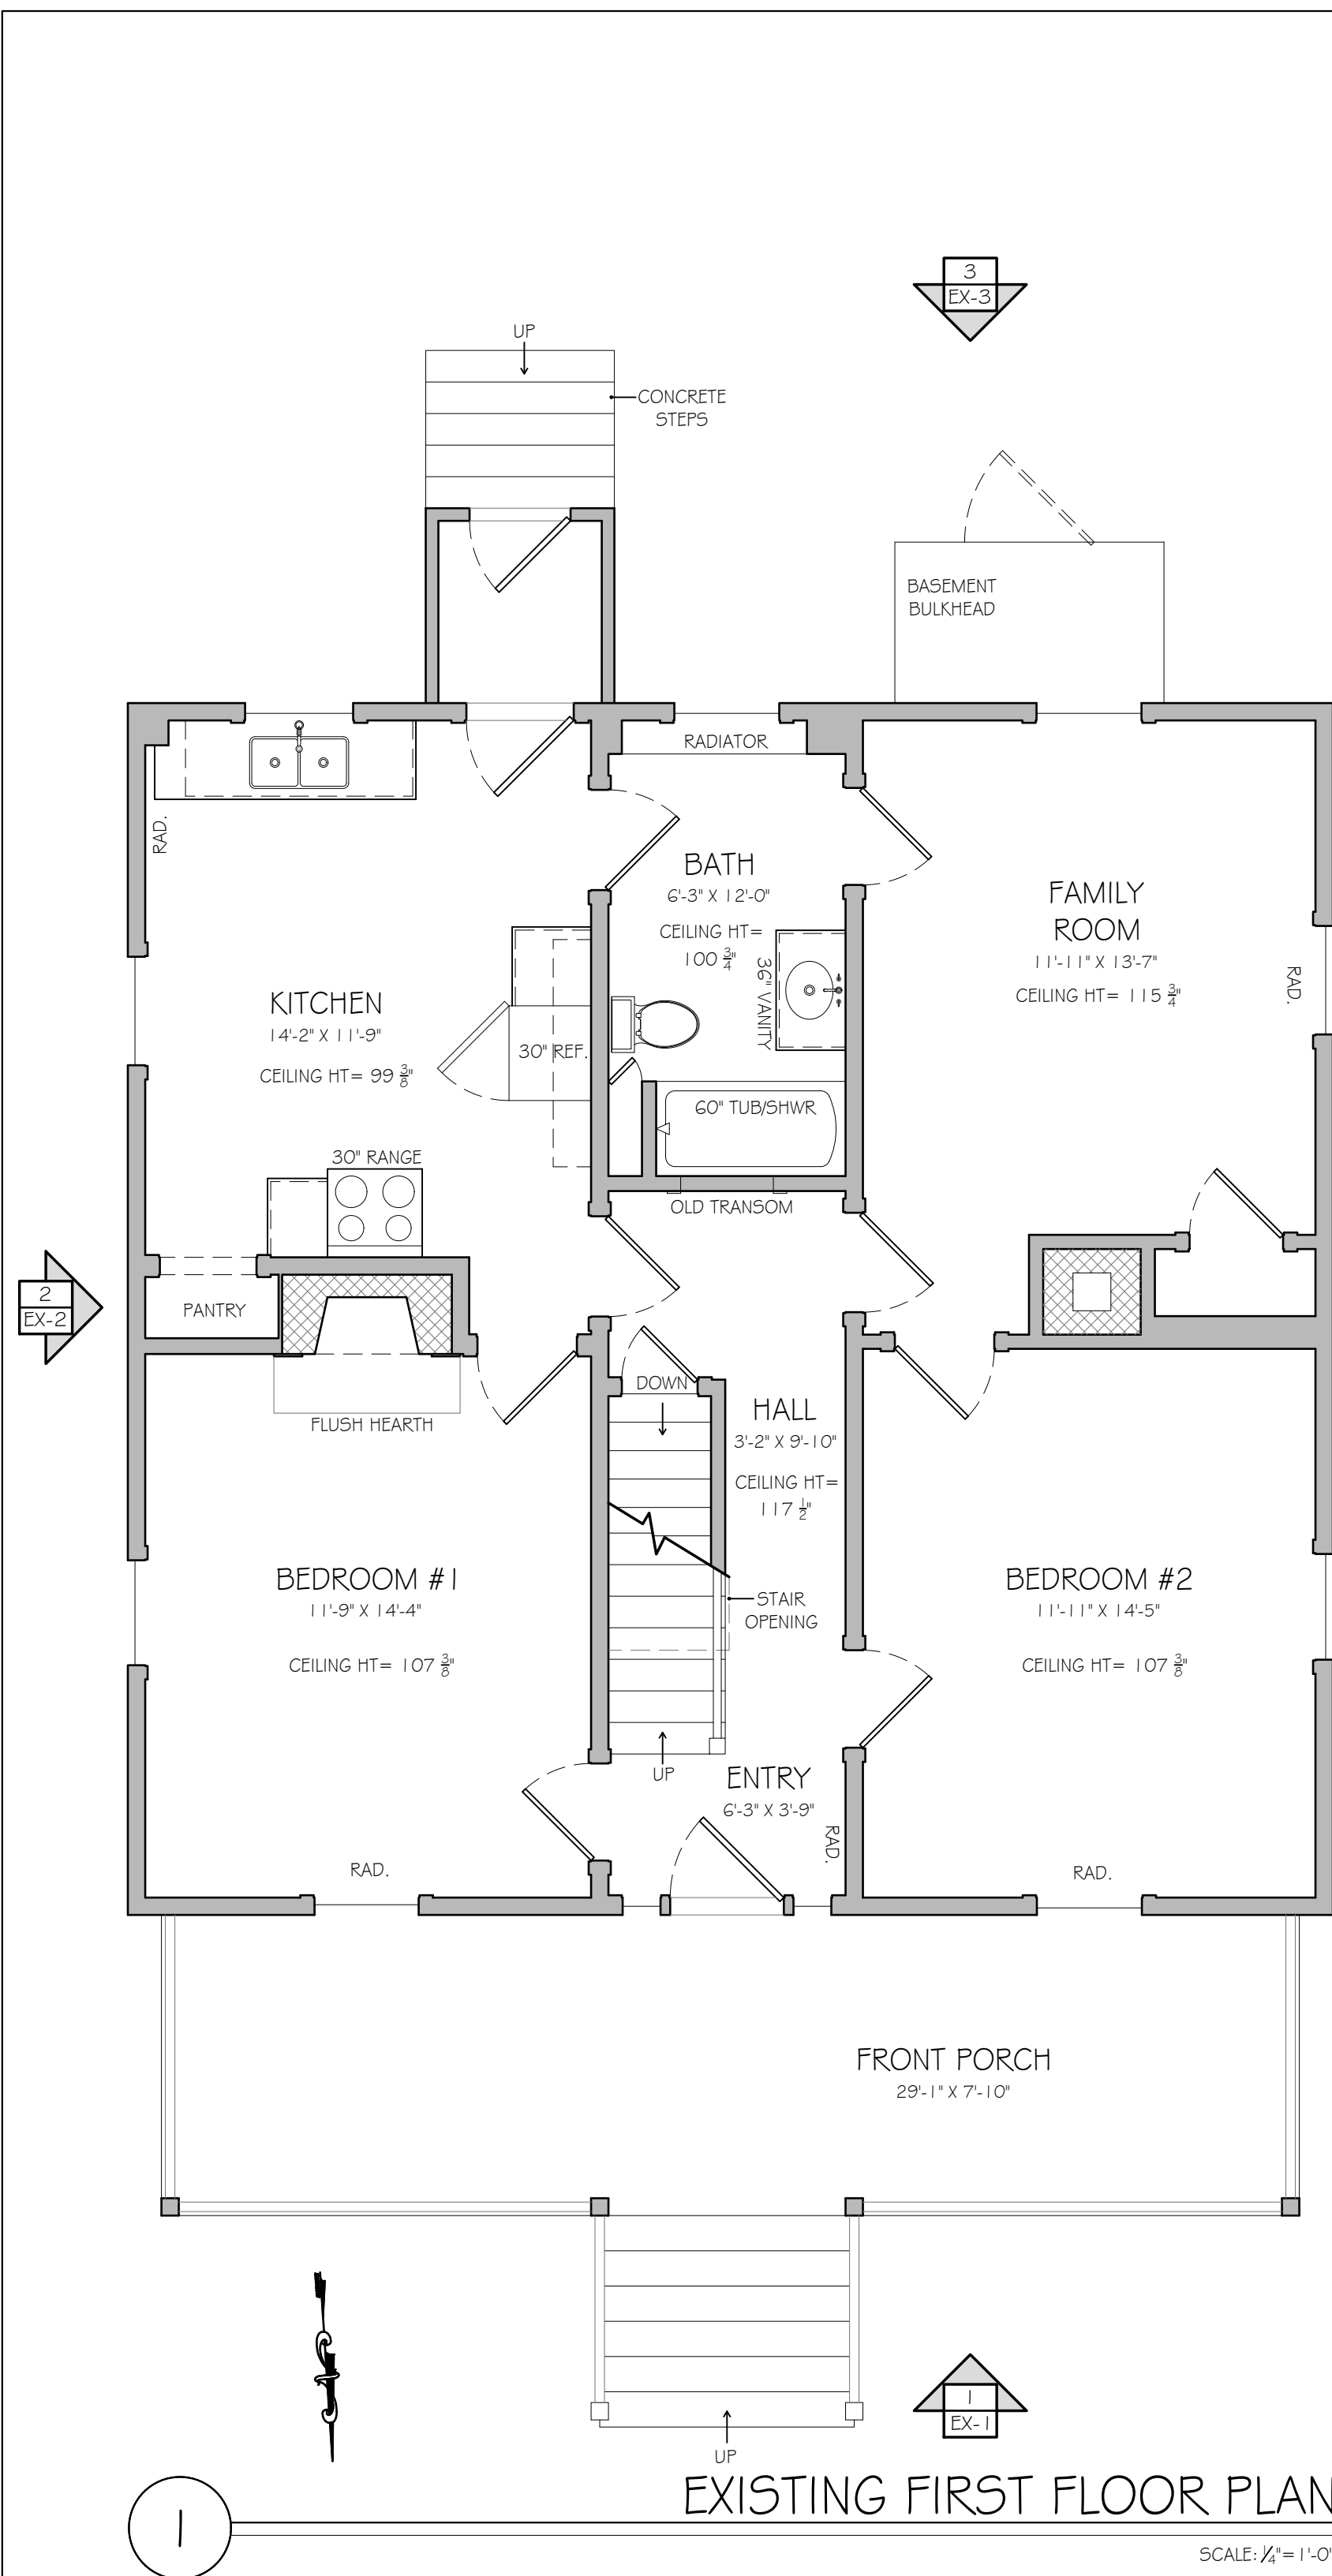 3
EX-3
UP
CONCRETE
STEPS
BASEMENT
BULKHEAD
RADIATOR
RAD.
BATH
6'-3" X 12'-0"
CEILING HT=
100 3/4"
36" VANITY
FAMILY
ROOM
11'-11" X 13'-7"
CEILING HT= 115 3/4"
RAD.
KITCHEN
14'-2" X 11'-9"
CEILING HT= 99 3/8"
30" REF.
60" TUB/SHWR
30" RANGE
OLD TRANSOM
2
EX-2
PANTRY
FLUSH HEARTH
DOWN
HALL
3'-2" X 9'-10"
CEILING HT=
117 1/2"
BEDROOM #1
11'-9" X 14'-4"
CEILING HT= 107 3/8"
STAIR
OPENING
BEDROOM #2
11'-11" X 14'-5"
CEILING HT= 107 3/8"
UP
ENTRY
6'-3" X 3'-9"
RAD.
RAD.
RAD.
FRONT PORCH
29'-1" X 7'-10"
1
EX-1
UP
1
EXISTING FIRST FLOOR PLAN
SCALE: 1/4"= 1'-0"